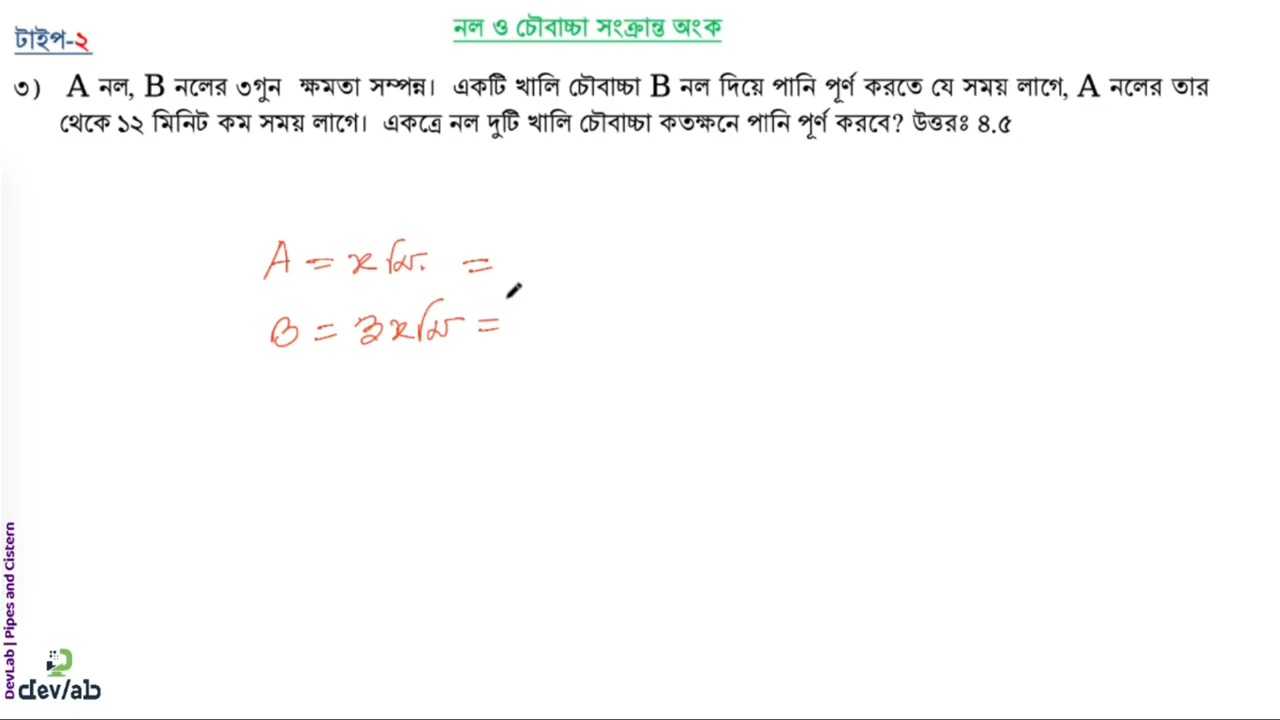 নল ও চৌবাচ্চা সংক্রান্ত অংক
টাইপ-২
৩) A নল, B নলের ৩গুন ক্ষমতা সম্পন্ন। একটি খালি চৌবাচ্চা B নল দিয়ে পানি পূর্ণ করতে যে সময় লাগে, A নলের তার
থেকে ১২ মিনিট কম সময় লাগে। একত্রে নল দুটি খালি চৌবাচ্চা কতক্ষনে পানি পূর্ণ করবে? উত্তরঃ ৪.৫
A = x মি. =
B = 3x মি =
DevLab | Pipes and Cistern
dev/ab